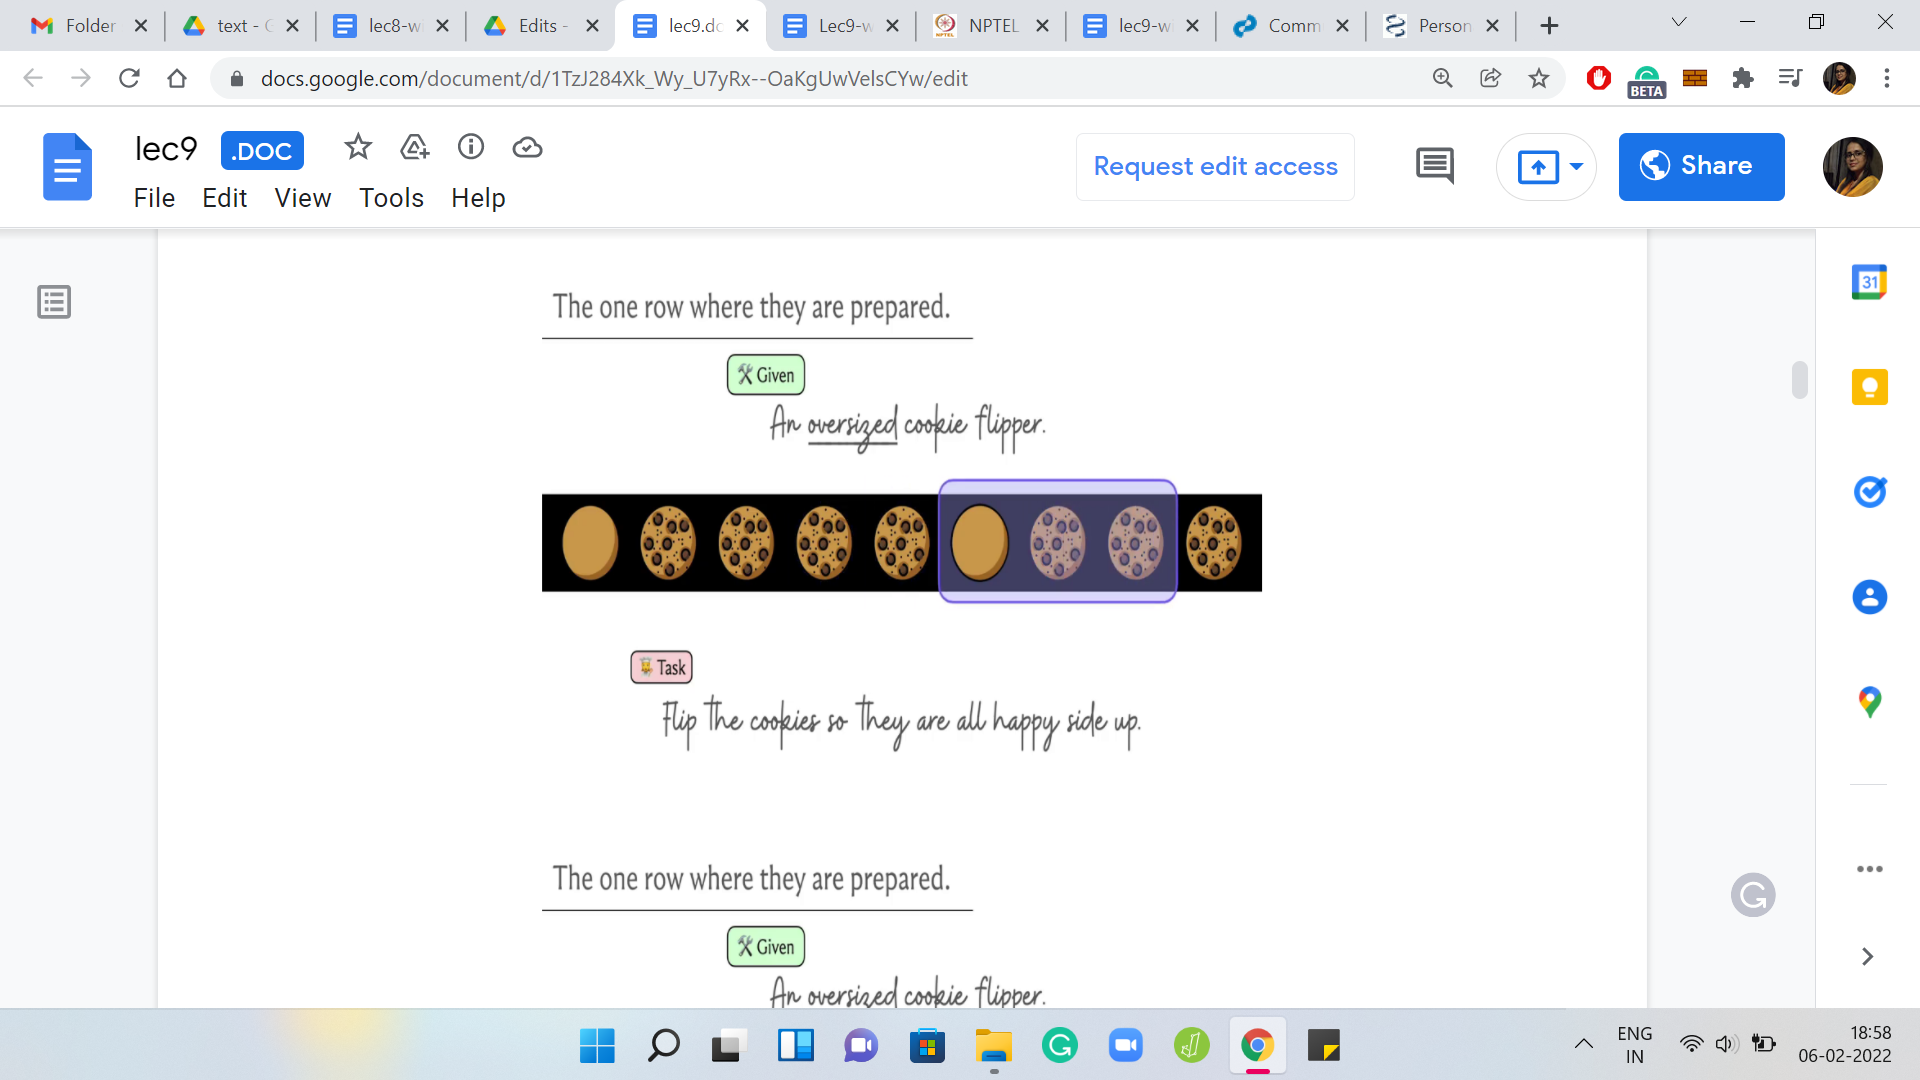 Folder
text - G
lec8-w
Edits -
lec9.dc
Lec9-w
NPTEL
lec9-w
Comm
Person
docs.google.com/document/d/1TzJ284Xk_Wy_U7yRx--OaKgUwVelsCYw/edit
BETA
lec9
.DOC
Request edit access
Share
File Edit View Tools Help
31
The one row where they are prepared.
Given
An oversized cookie flipper.
Task
Flip the cookies so they are all happy side up.
The one row where they are prepared.
Given
An oversized cookie flipper.
ENG
IN
18:58
06-02-2022